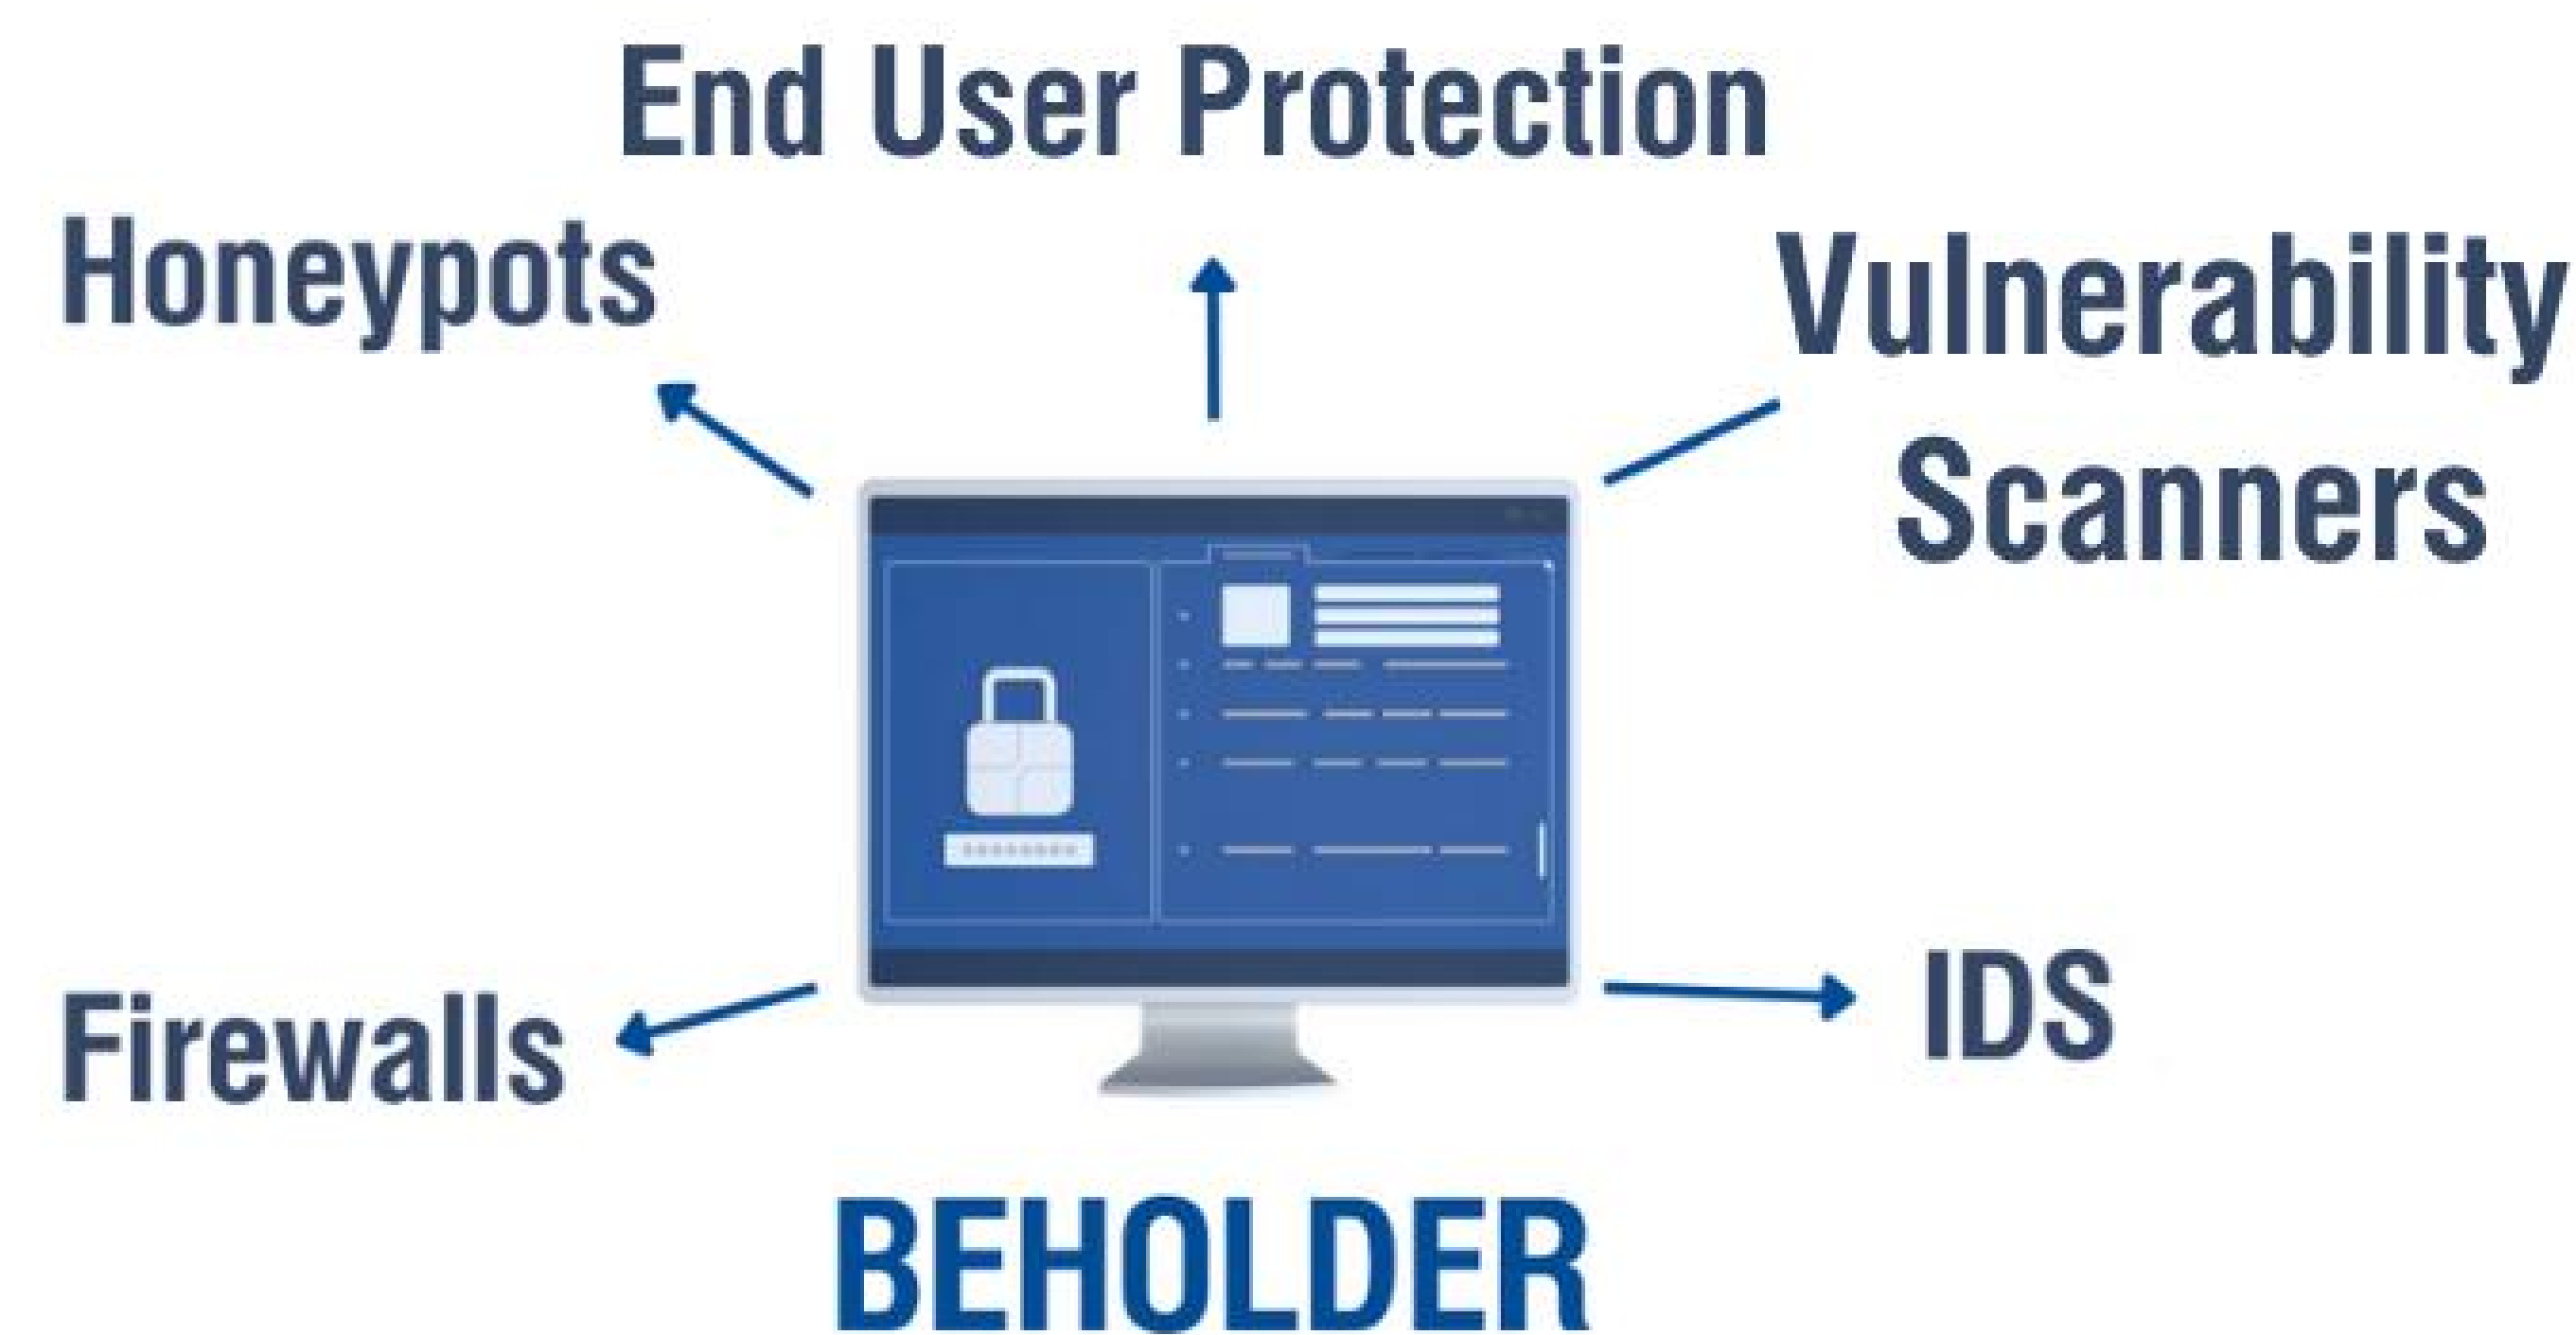 End User Protection
Honeypots
Vulnerability
Scanners
Firewalls
IDS
BEHOLDER